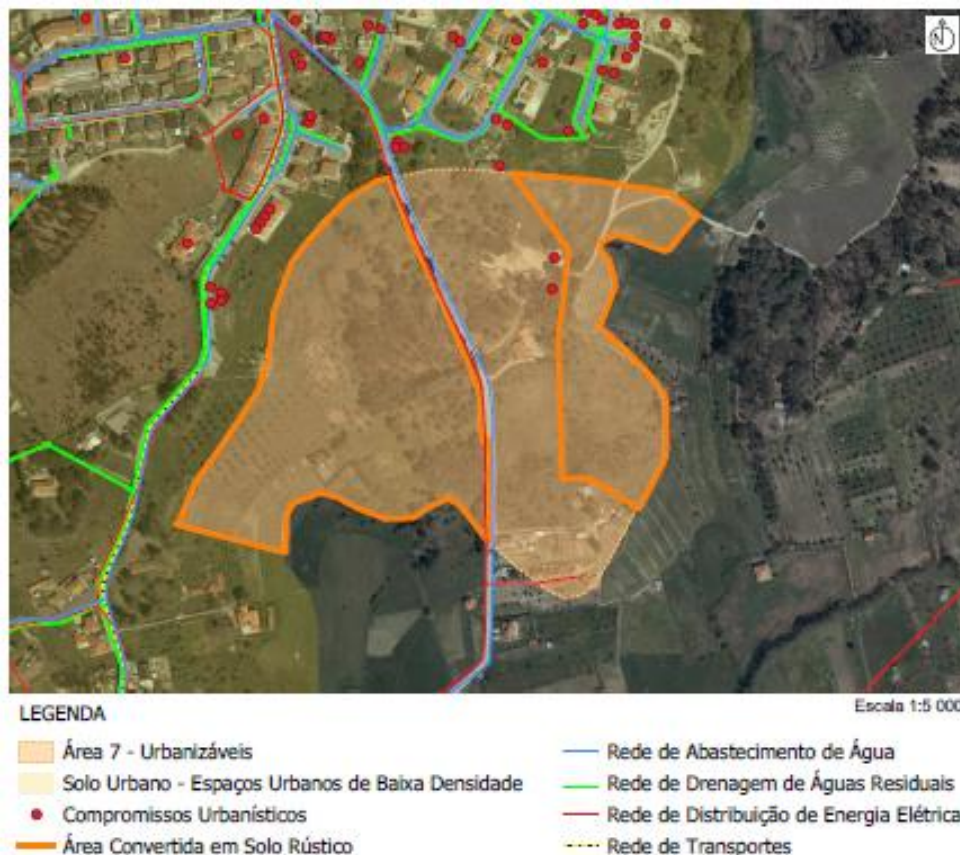 N
Escala 1:5 000
LEGENDA
Área 7 - Urbanizáveis
Solo Urbano - Espaços Urbanos de Baixa Densidade
Compromissos Urbanísticos
Área Convertida em Solo Rústico
Rede de Abastecimento de Água
Rede de Drenagem de Águas Residuais
Rede de Distribuição de Energia Elétrica
Rede de Transportes